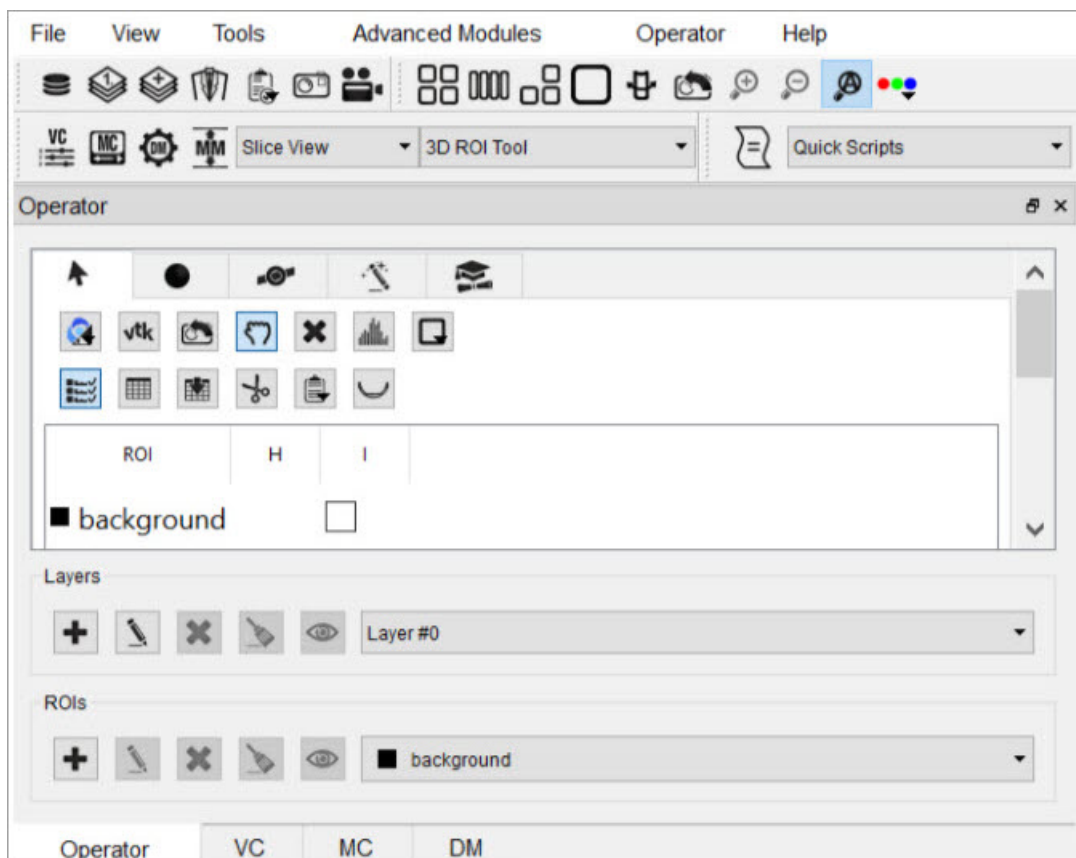 File View Tools Advanced Modules Operator Help
1
VC MC DM MM Slice View 3D ROI Tool Quick Scripts
Operator
vtk
ROI H I
background
Layers
Layer #0
ROIs
background
Operator VC MC DM